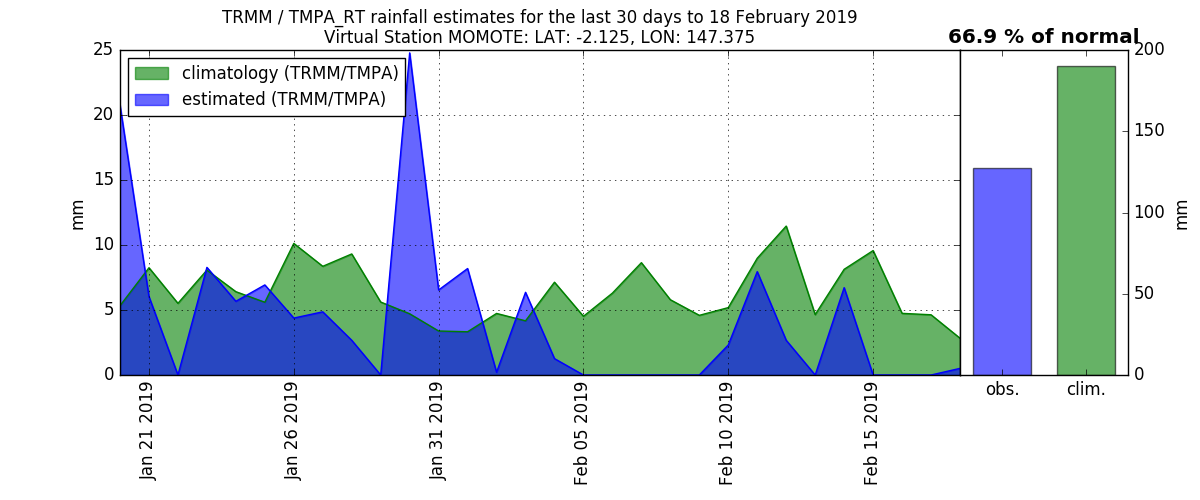 TRMM / TMPA_RT rainfall estimates for the last 30 days to 18 February 2019
Virtual Station MOMOTE: LAT: -2.125, LON: 147.375
66.9 % of normal
climatology (TRMM/TMPA)
estimated (TRMM/TMPA)
25
20
15
10
5
0
mm
200
150
100
50
0
mm
Jan 21 2019
Jan 26 2019
Jan 31 2019
Feb 05 2019
Feb 10 2019
Feb 15 2019
obs.
clim.